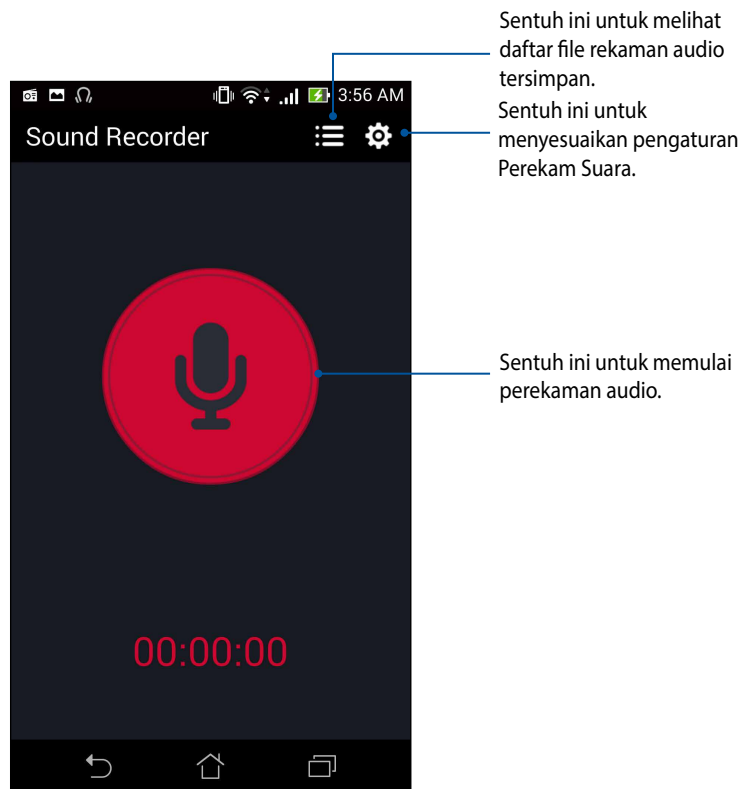 Sentuh ini untuk melihat
daftar file rekaman audio
tersimpan.
3:56 AM
Sentuh ini untuk
menyesuaikan pengaturan
Perekam Suara.
Sound Recorder
Sentuh ini untuk memulai
perekaman audio.
00:00:00